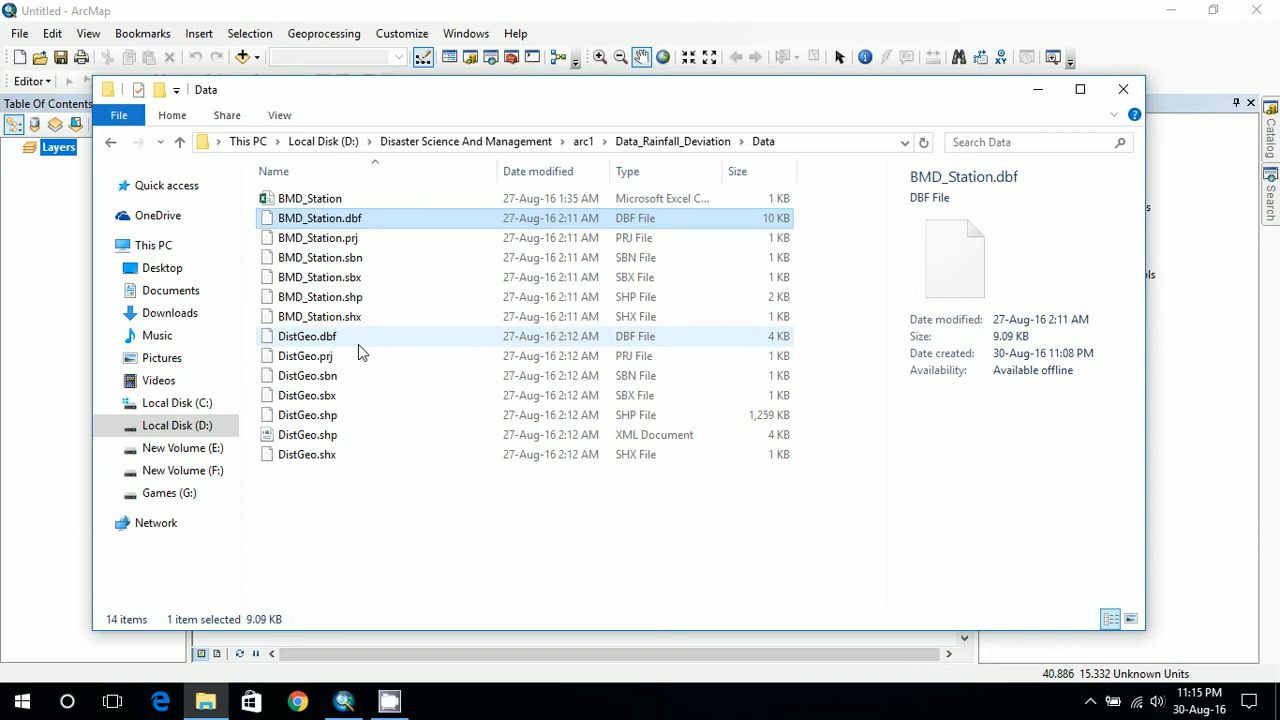 Untitled - ArcMap
File Edit View Bookmarks Insert Selection Geoprocessing Customize Windows Help
Editor
Data
Table Of Contents
File Home Share View
Layers
This PC Local Disk (D:) Disaster Science And Management arc1 Data_Rainfall_Deviation Data
Search Data
Name Date modified Type Size
Quick access
OneDrive
This PC
Desktop
Documents
Downloads
Music
Pictures
Videos
Local Disk (C:)
Local Disk (D:)
New Volume (E:)
New Volume (F:)
Games (G:)
Network
BMD_Station 27-Aug-16 1:35 AM Microsoft Excel C... 1 KB
BMD_Station.dbf 27-Aug-16 2:11 AM DBF File 10 KB
BMD_Station.prj 27-Aug-16 2:11 AM PRJ File 1 KB
BMD_Station.sbn 27-Aug-16 2:11 AM SBN File 1 KB
BMD_Station.sbx 27-Aug-16 2:11 AM SBX File 1 KB
BMD_Station.shp 27-Aug-16 2:11 AM SHP File 2 KB
BMD_Station.shx 27-Aug-16 2:11 AM SHX File 1 KB
DistGeo.dbf 27-Aug-16 2:12 AM DBF File 4 KB
DistGeo.prj 27-Aug-16 2:12 AM PRJ File 1 KB
DistGeo.sbn 27-Aug-16 2:12 AM SBN File 1 KB
DistGeo.sbx 27-Aug-16 2:12 AM SBX File 1 KB
DistGeo.shp 27-Aug-16 2:12 AM SHP File 1,259 KB
DistGeo.shp 27-Aug-16 2:12 AM XML Document 4 KB
DistGeo.shx 27-Aug-16 2:12 AM SHX File 1 KB
BMD_Station.dbf
DBF File
Date modified: 27-Aug-16 2:11 AM
Size: 9.09 KB
Date created: 30-Aug-16 11:08 PM
Availability: Available offline
Catalog
Search
14 items 1 item selected 9.09 KB
40.886 15.332 Unknown Units
11:15 PM
30-Aug-16